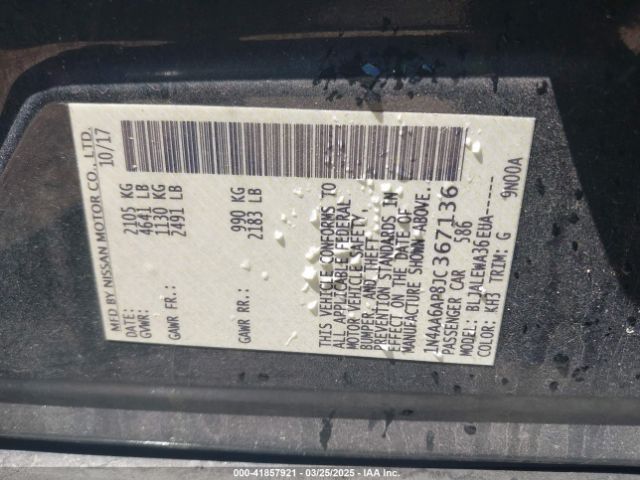 MFD BY NISSAN MOTOR CO., LTD.
DATE: 10/17
GVWR: 2105 KG
4641 LB
GAWR FR.: 1130 KG
2491 LB
GAWR RR.: 990 KG
2183 LB
THIS VEHICLE CONFORMS TO
ALL APPLICABLE FEDERAL
MOTOR VEHICLE SAFETY,
BUMPER, AND THEFT
PREVENTION STANDARDS IN
EFFECT ON THE DATE OF
MANUFACTURE SHOWN ABOVE.
1N4AA6AP8JC367136
PASSENGER CAR 586
MODEL: BLJALEWA36EUA-----
COLOR: KH3 TRIM: G 9N00A
000-41857921 / 03/25/2025 - IAA Inc.